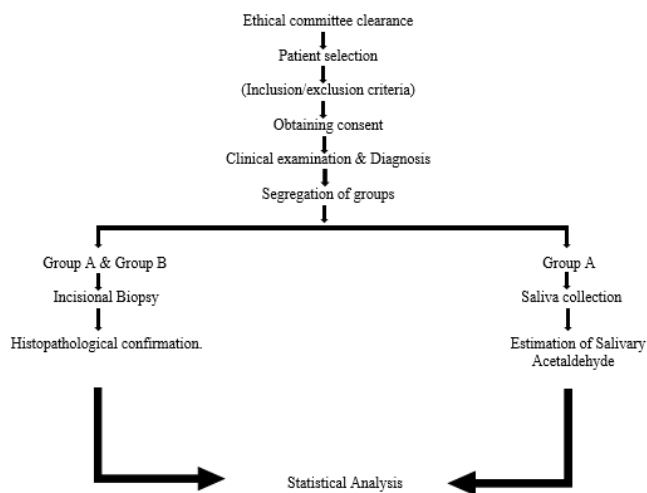 Ethical committee clearance
Patient selection
(Inclusion/exclusion criteria)
Obtaining consent
Clinical examination & Diagnosis
Segregation of groups
Group A & Group B
Incisional Biopsy
Histopathological confirmation.
Group A
Saliva collection
Estimation of Salivary
Acetaldehyde
Statistical Analysis